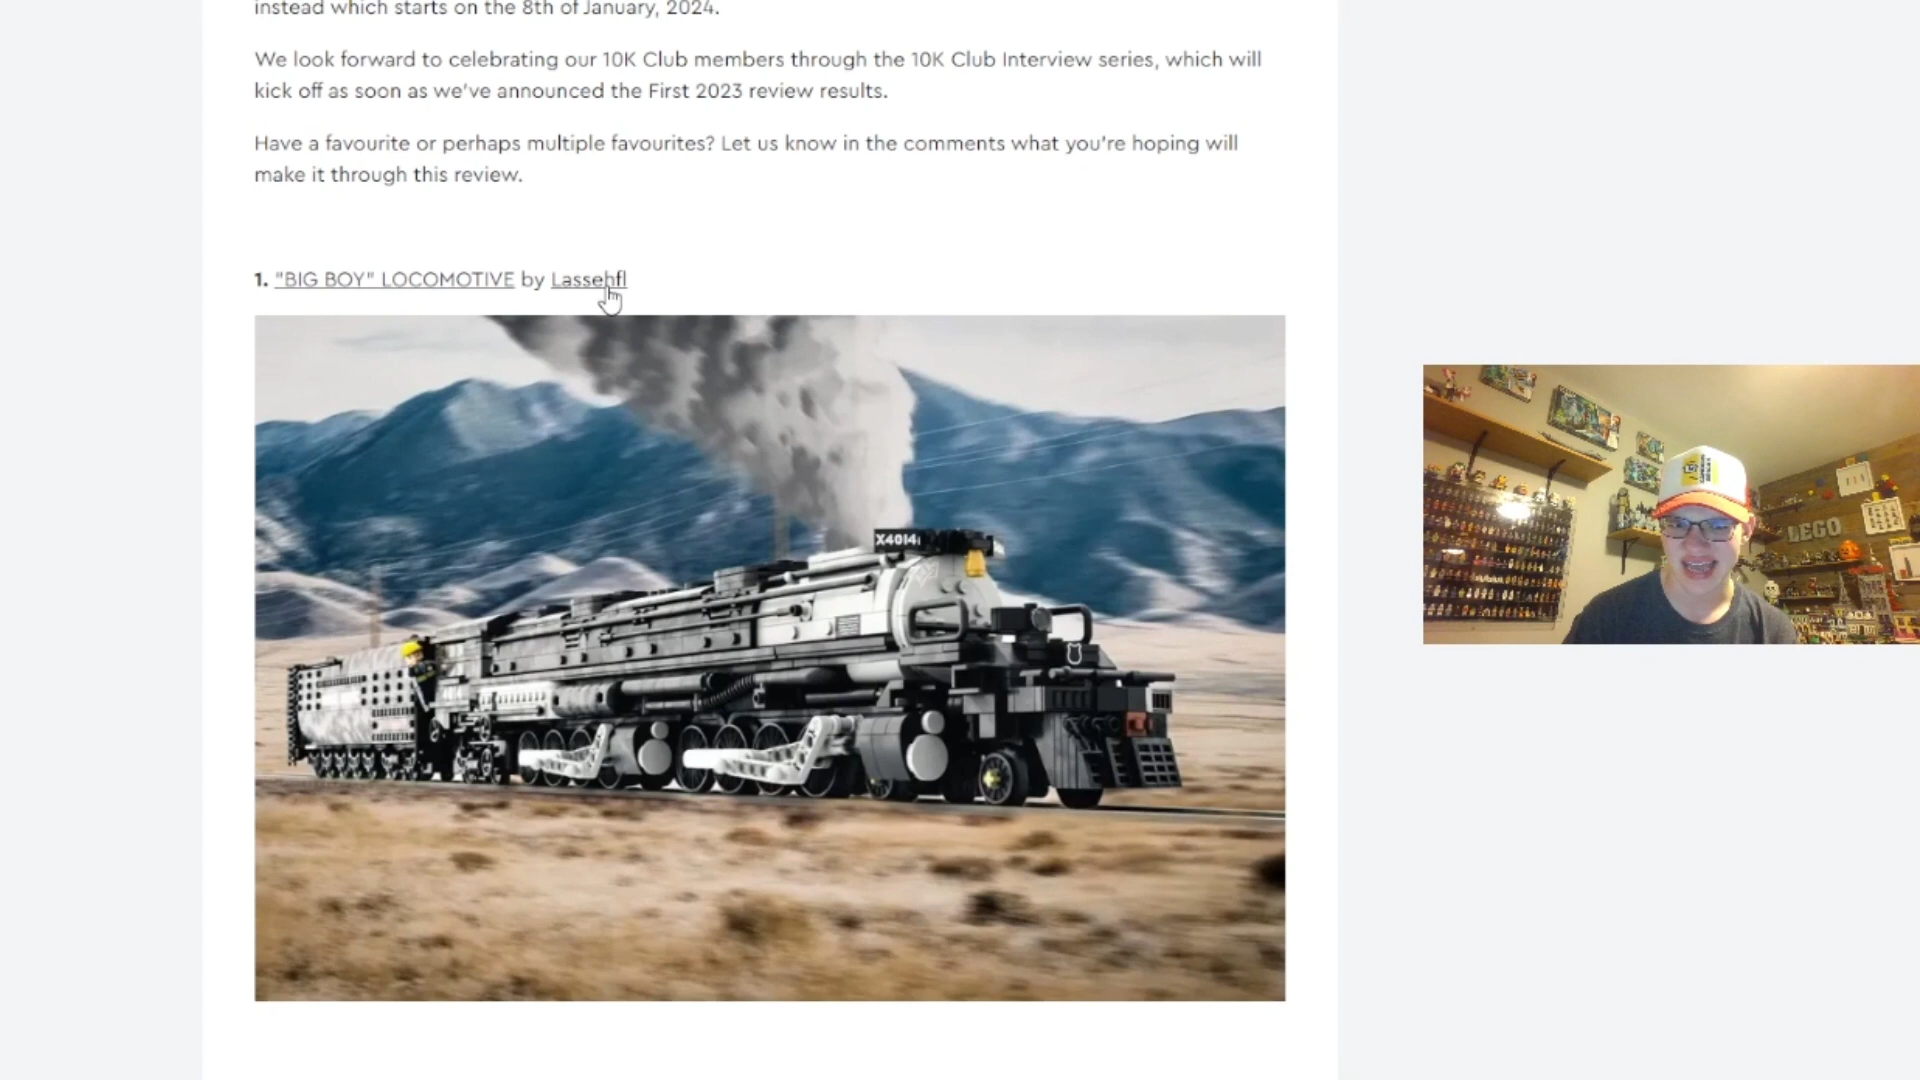 instead which starts on the 8th of January, 2024.
We look forward to celebrating our 10K Club members through the 10K Club Interview series, which will
kick off as soon as we've announced the First 2023 review results.
Have a favourite or perhaps multiple favourites? Let us know in the comments what you're hoping will
make it through this review.
1. "BIG BOY" LOCOMOTIVE by Lassehfl
X4014
LEGO